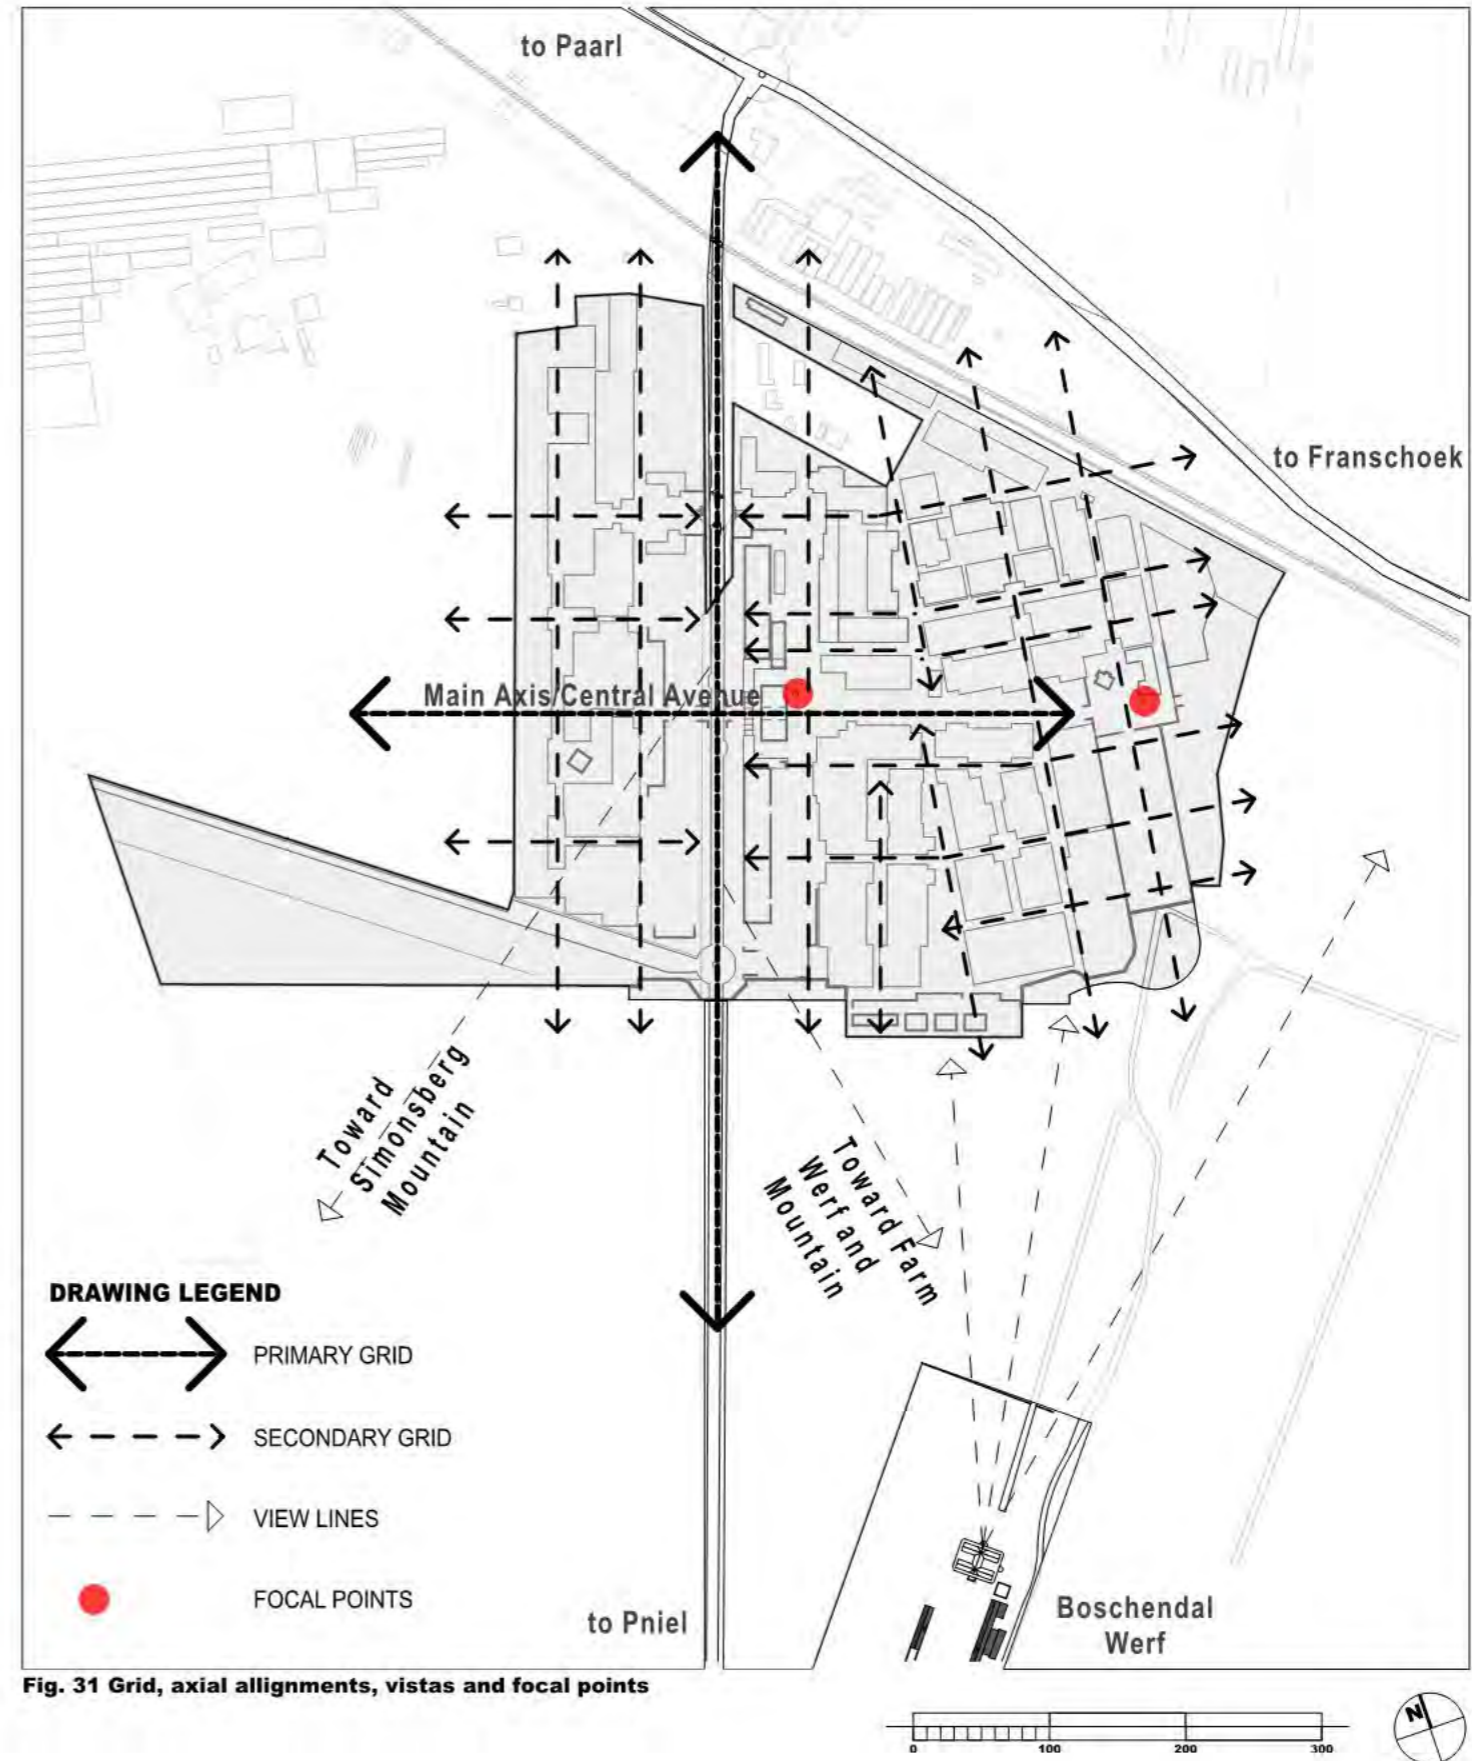 to Paarl
to Franschoek
Main Axis/Central Avenue
Toward
Simonsberg
Mountain
Toward Farm
Werf and
Mountain
DRAWING LEGEND
PRIMARY GRID
SECONDARY GRID
VIEW LINES
FOCAL POINTS
to Pniel
Boschendal
Werf
Fig. 31 Grid, axial allignments, vistas and focal points
0 100 200 300
N